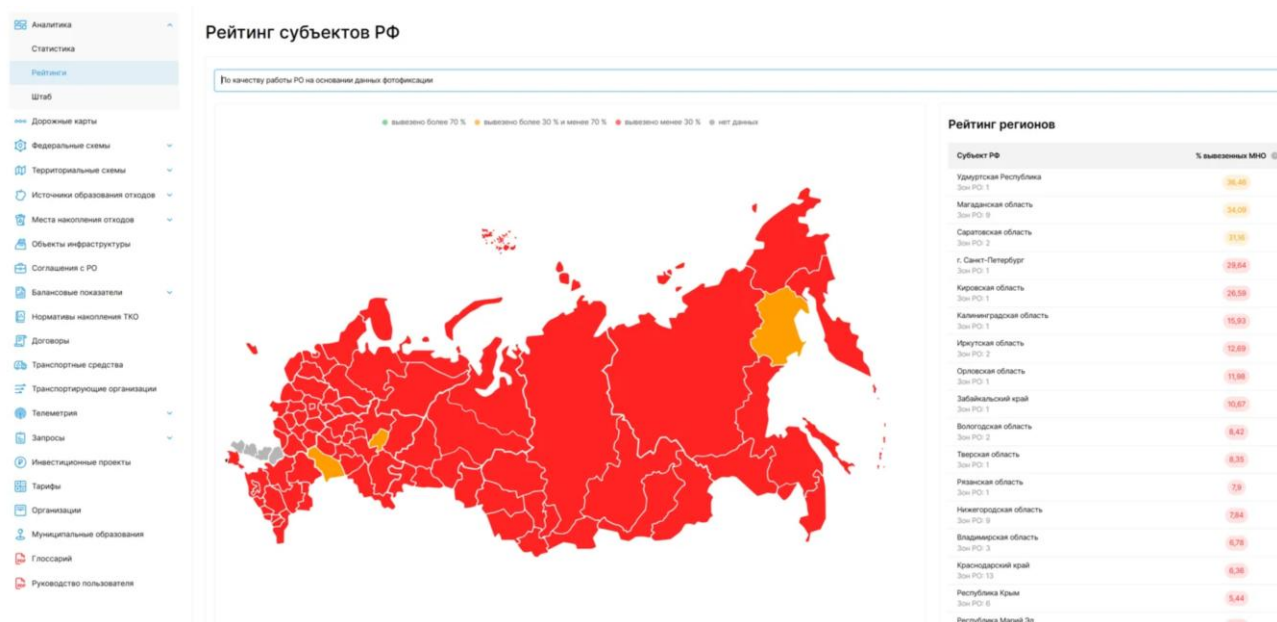 Аналитика
Статистика
Рейтинги
Штаб
Дорожные карты
Федеральные схемы
Территориальные схемы
Источники образования отходов
Места накопления отходов
Объекты инфраструктуры
Соглашения с РО
Балансовые показатели
Нормативы накопления ТКО
Договоры
Транспортные средства
Транспортирующие организации
Телеметрия
Запросы
Инвестиционные проекты
Тарифы
Организации
Муниципальные образования
Глоссарий
Руководство пользователя
Рейтинг субъектов РФ
По качеству работы РО на основании данных фотофиксации
вывезено более 70 % вывезено более 30 % и менее 70 % вывезено менее 30 % нет данных
Рейтинг регионов
Субъект РФ % вывезенных МНО
Удмуртская Республика 36,46
Зон РО: 1
Магаданская область 34,09
Зон РО: 9
Саратовская область 31,16
Зон РО: 2
г. Санкт-Петербург 29,64
Зон РО: 1
Кировская область 26,59
Зон РО: 1
Калининградская область 15,93
Зон РО: 1
Иркутская область 12,69
Зон РО: 2
Орловская область 11,98
Зон РО: 1
Забайкальский край 10,67
Зон РО: 1
Вологодская область 8,42
Зон РО: 2
Тверская область 8,35
Зон РО: 1
Рязанская область 7,9
Зон РО: 1
Нижегородская область 7,84
Зон РО: 9
Владимирская область 6,78
Зон РО: 3
Краснодарский край 6,36
Зон РО: 13
Республика Крым 5,44
Зон РО: 6
Республика Марий Эл